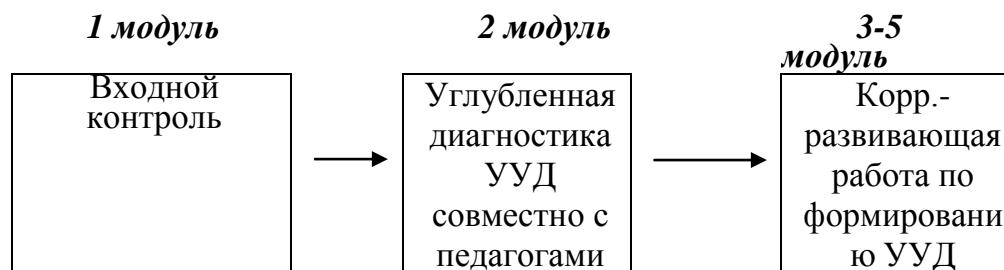 1 модуль
2 модуль
3-5
модуль
Входной
контроль
Углубленная
диагностика
УУД
совместно с
педагогами
Корр.-
развивающая
работа по
формировани
ю УУД